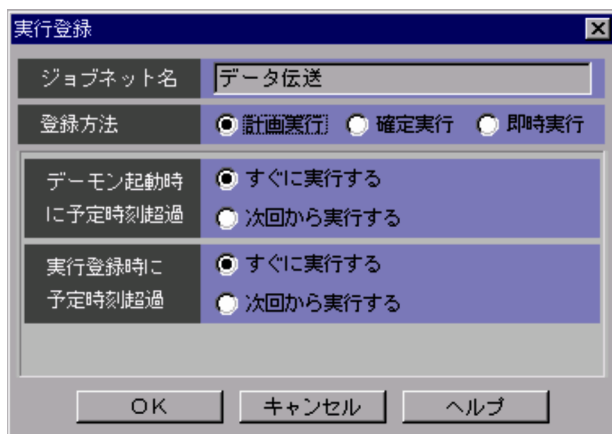 実行登録
ジョブネット名 データ伝送
登録方法 計画実行 確定実行 即時実行
デーモン起動時 すぐに実行する
に予定時刻超過 次回から実行する
実行登録時に すぐに実行する
予定時刻超過 次回から実行する
OK キャンセル ヘルプ